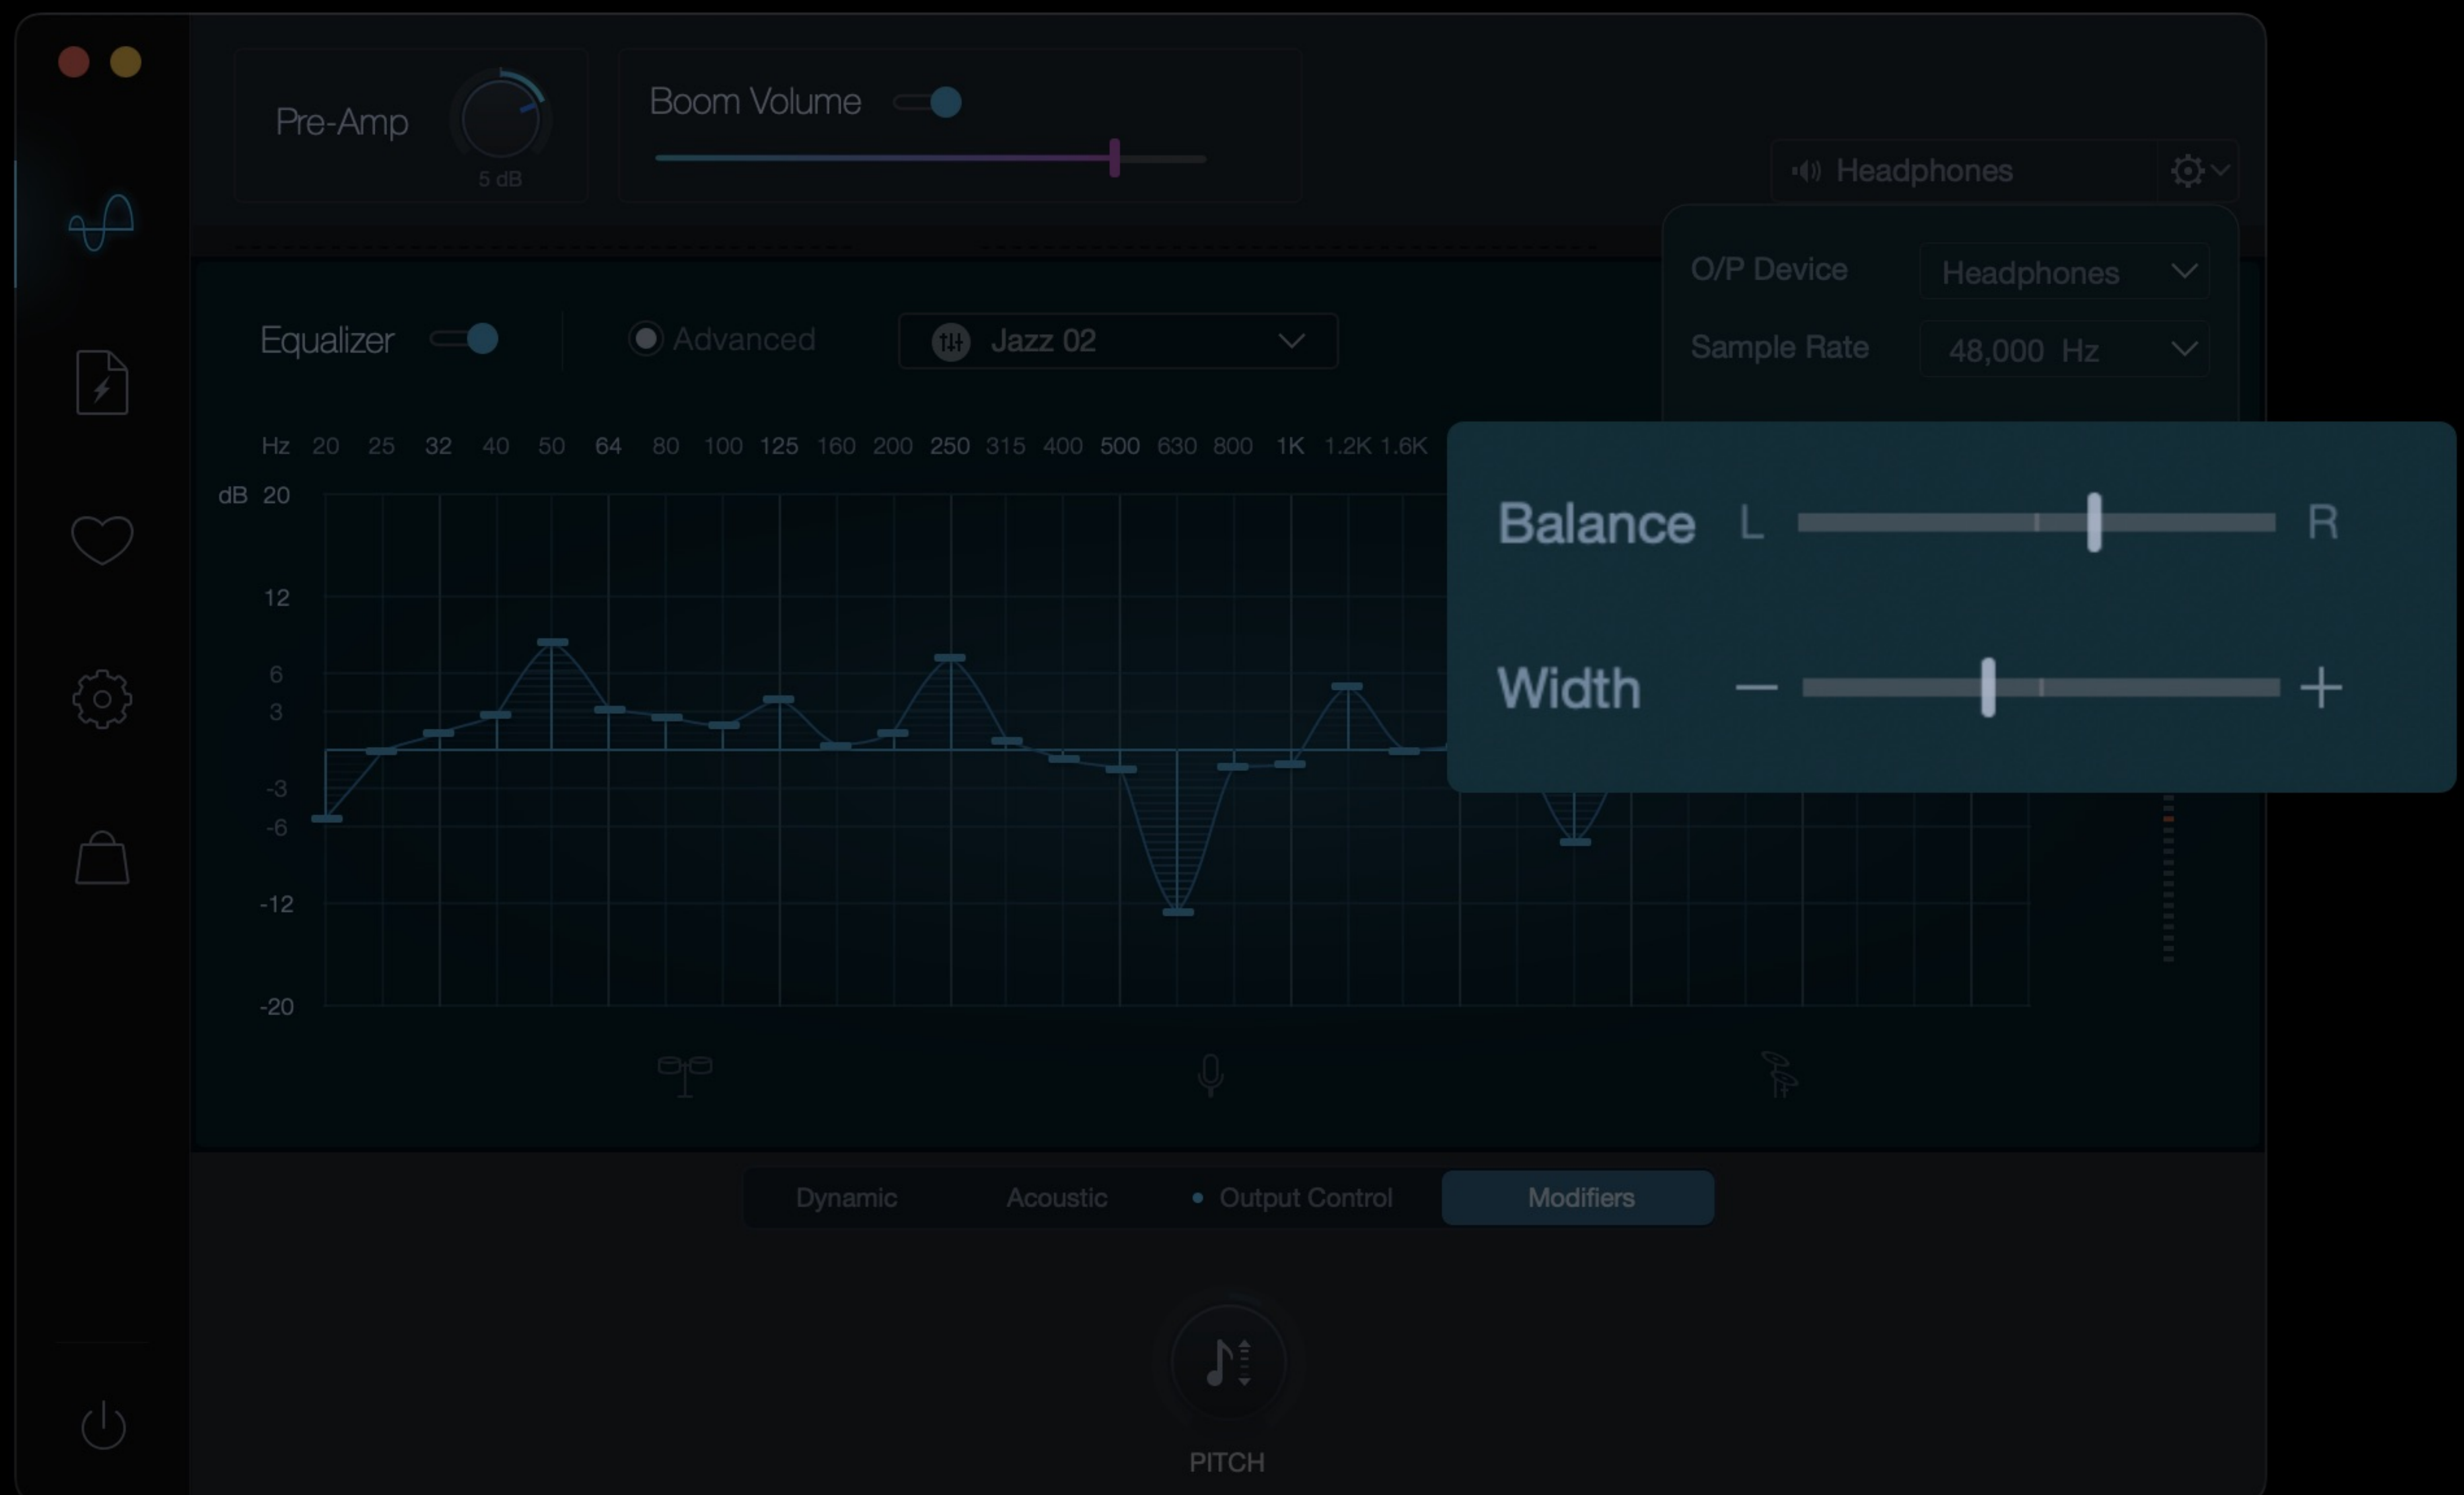 Pre-Amp
5 dB
Boom Volume
Headphones
O/P Device Headphones
Sample Rate 48,000 Hz
Equalizer Advanced Jazz 02
Hz 20 25 32 40 50 64 80 100 125 160 200 250 315 400 500 630 800 1K 1.2K 1.6K
dB 20
12
6
3
-3
-6
-12
-20
Balance L R
Width − +
Dynamic Acoustic Output Control Modifiers
PITCH